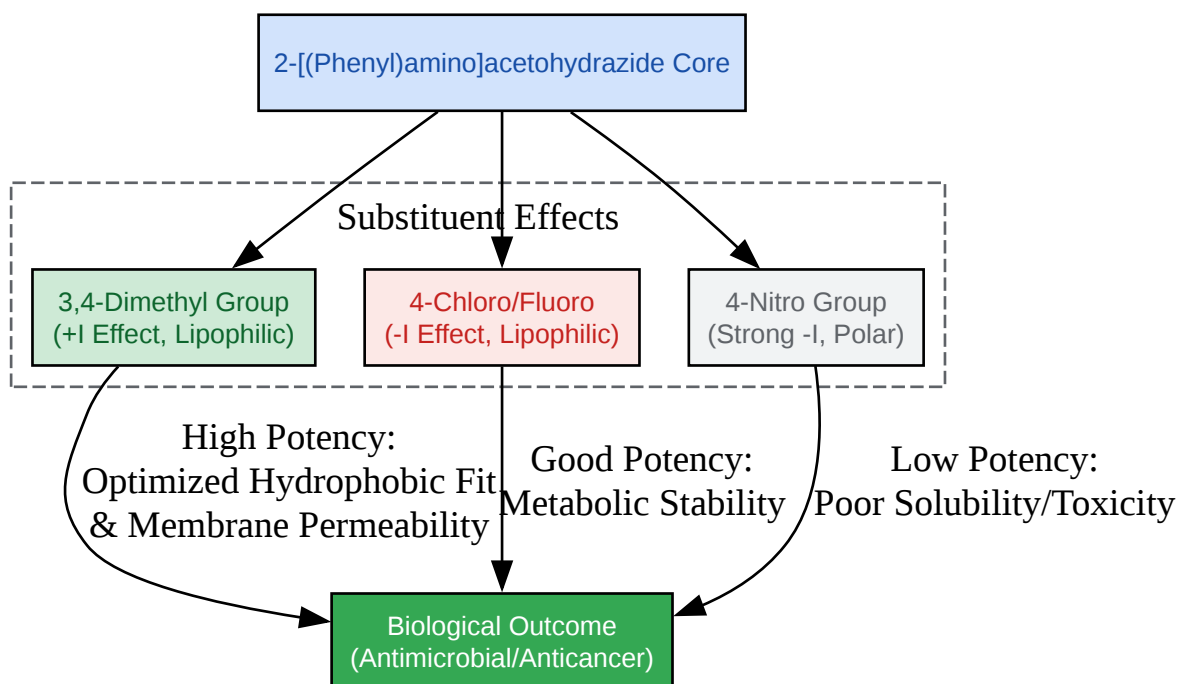 2-[(Phenyl)amino]acetohydrazide Core
Substituent Effects
3,4-Dimethyl Group
(+I Effect, Lipophilic)
4-Chloro/Fluoro
(-I Effect, Lipophilic)
4-Nitro Group
(Strong -I, Polar)
High Potency:
Optimized Hydrophobic Fit
& Membrane Permeability
Good Potency:
Metabolic Stability
Low Potency:
Poor Solubility/Toxicity
Biological Outcome
(Antimicrobial/Anticancer)